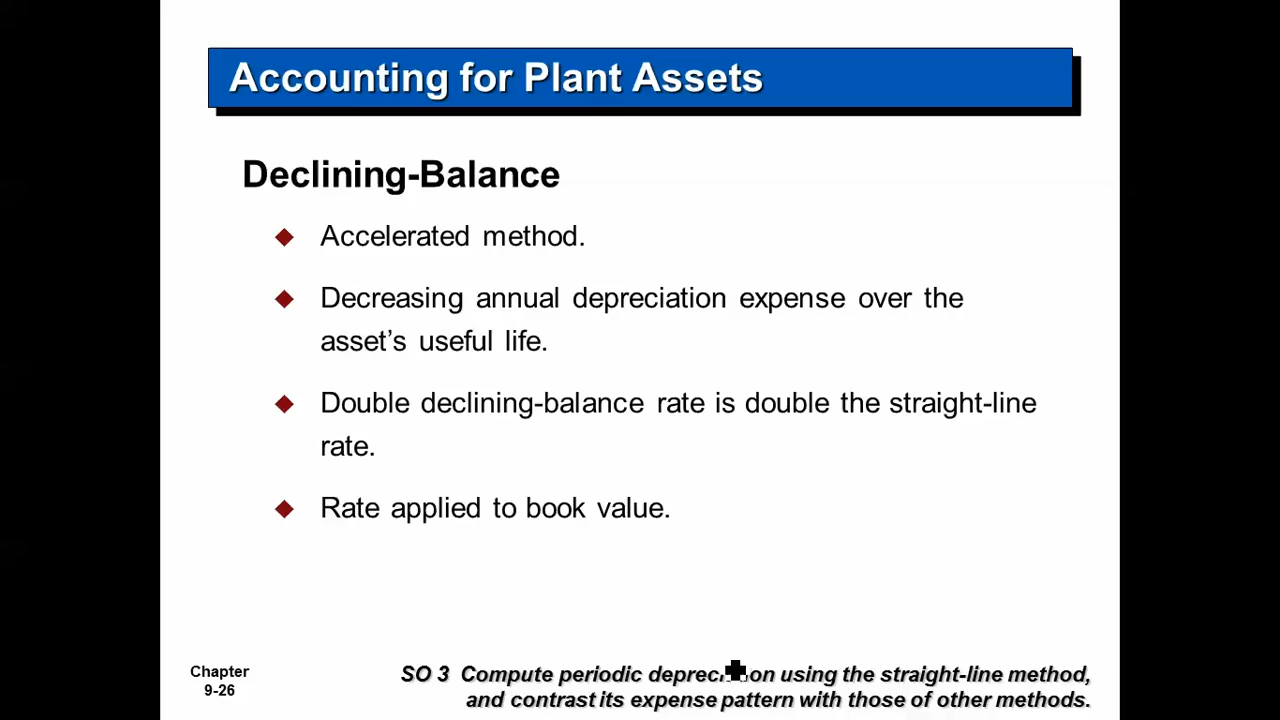 Accounting for Plant Assets
Declining-Balance
Accelerated method.
Decreasing annual depreciation expense over the
asset’s useful life.
Double declining-balance rate is double the straight-line
rate.
Rate applied to book value.
Chapter
9-26
SO 3 Compute periodic depreciation using the straight-line method,
and contrast its expense pattern with those of other methods.